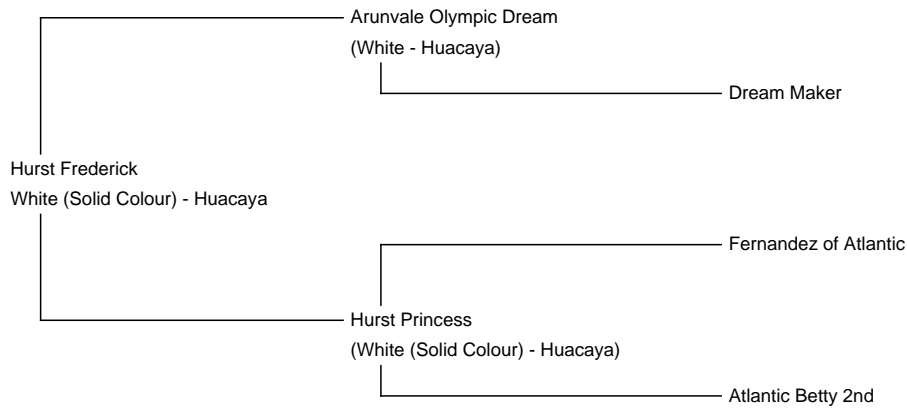 Arunvale Olympic Dream
(White - Huacaya)
Dream Maker
Hurst Frederick
White (Solid Colour) - Huacaya
Fernandez of Atlantic
Hurst Princess
(White (Solid Colour) - Huacaya)
Atlantic Betty 2nd